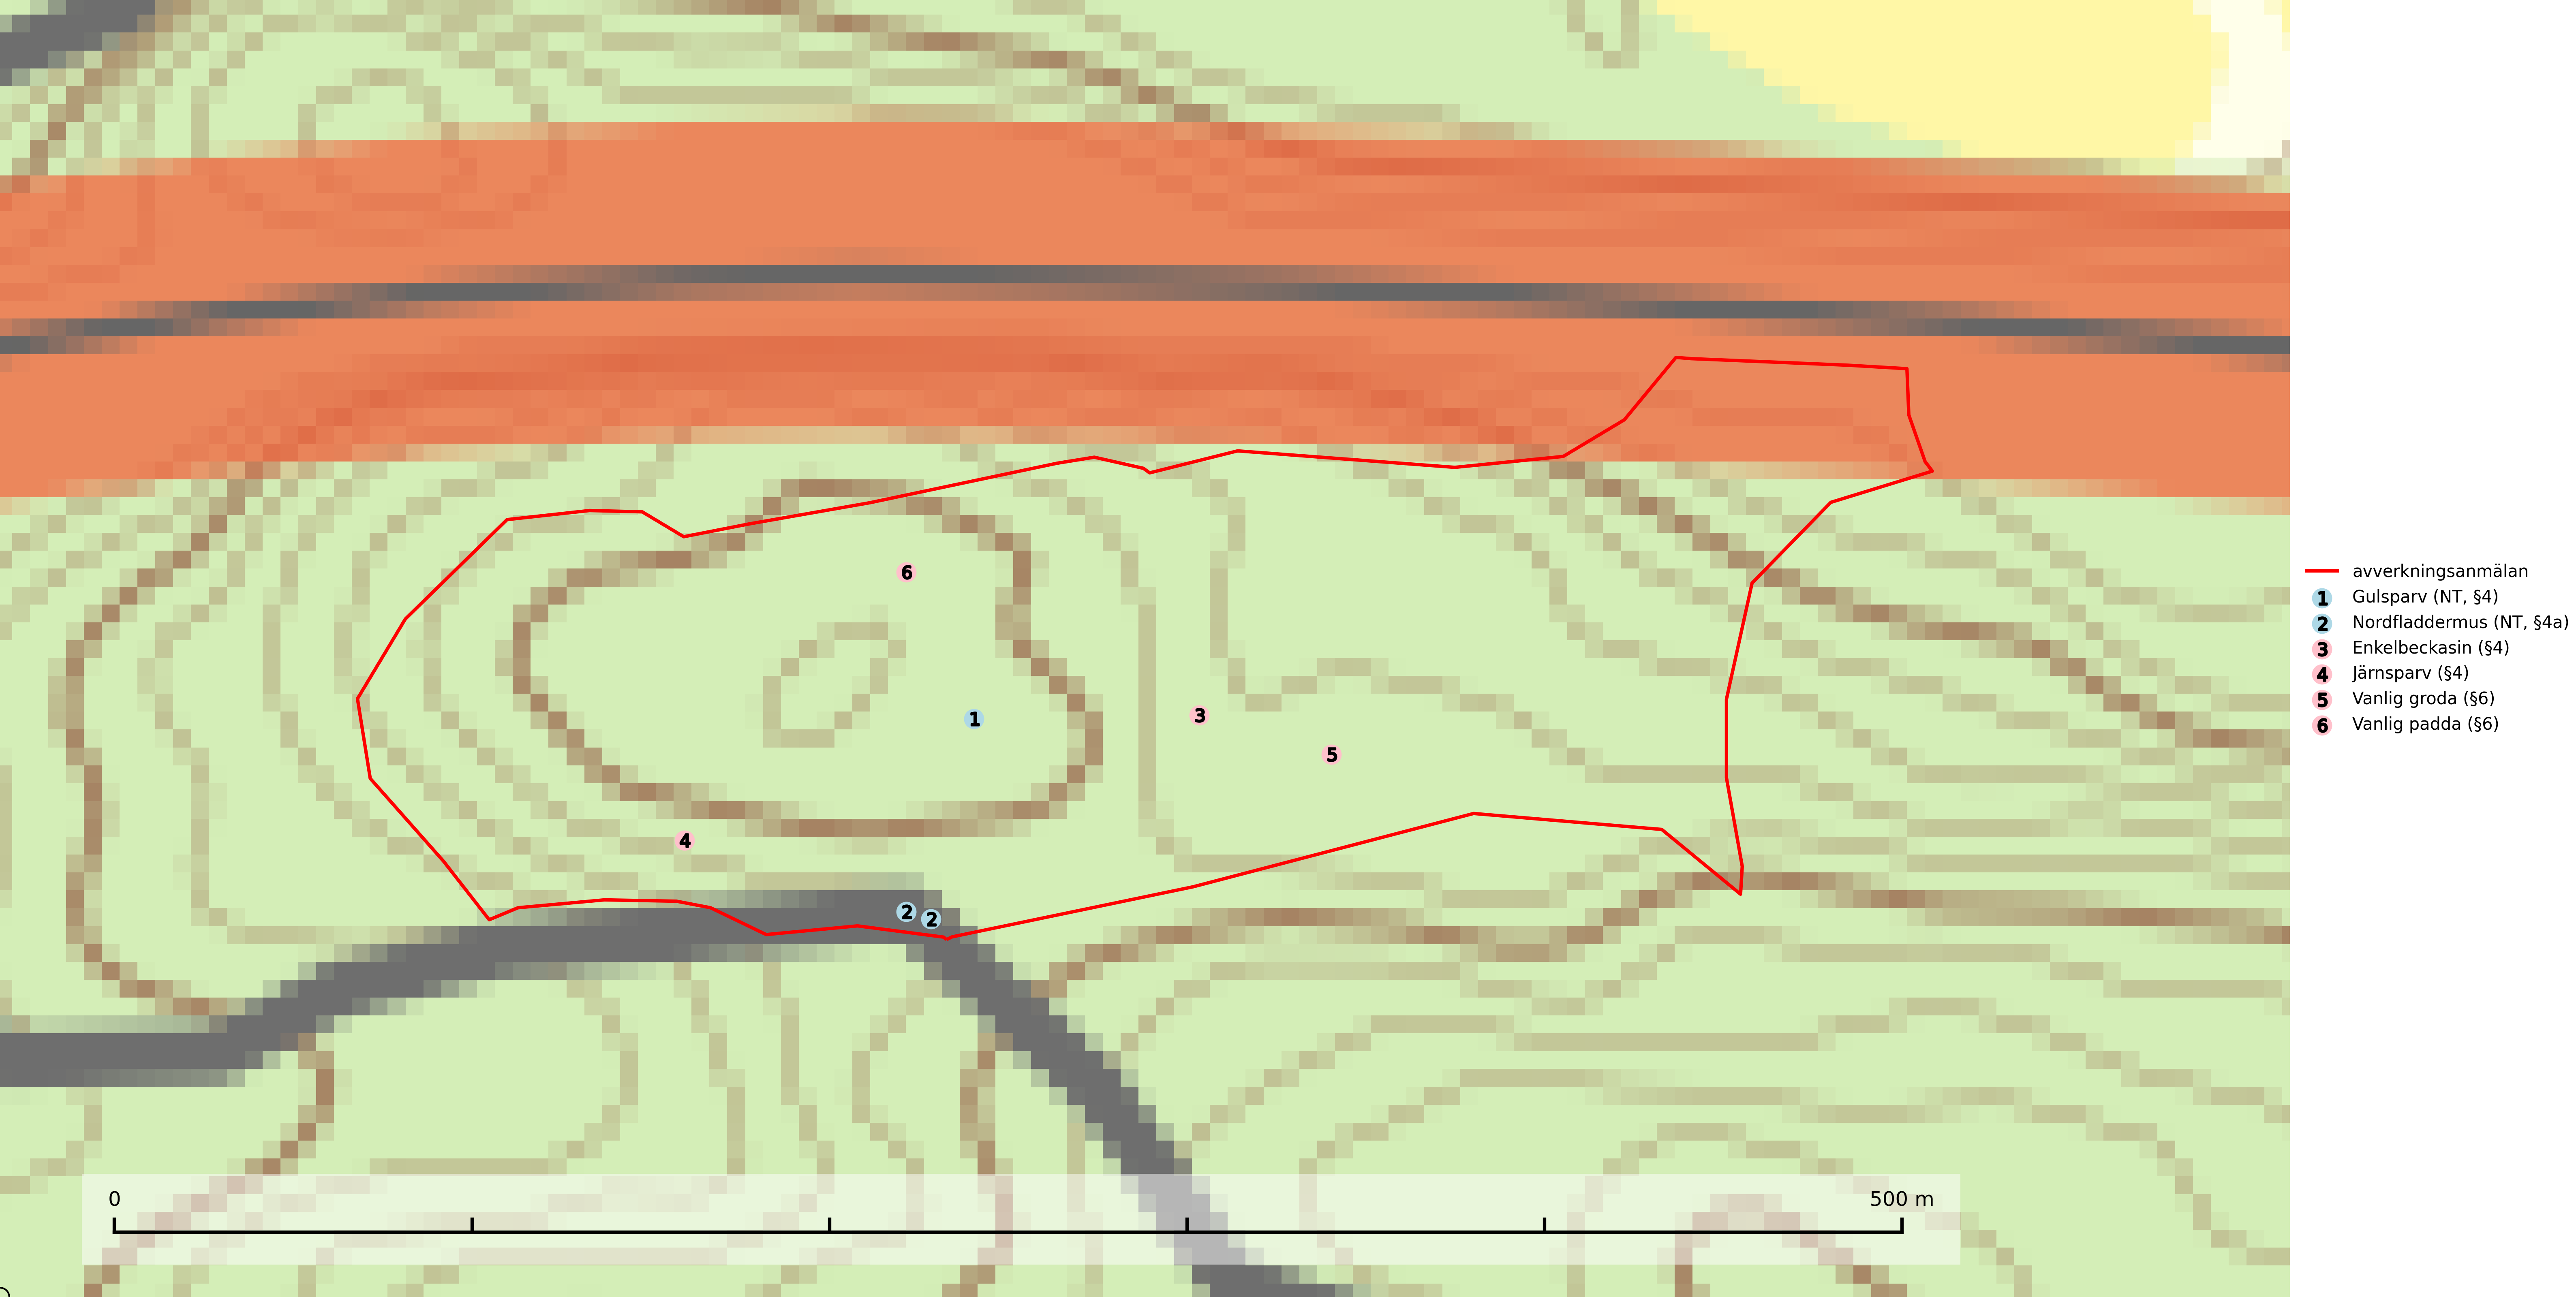 6
1
3
5
4
2
2
0
500 m
avverkningsanmälan
1 Gulsparv (NT, §4)
2 Nordfladdermus (NT, §4a)
3 Enkelbeckasin (§4)
4 Järnsparv (§4)
5 Vanlig groda (§6)
6 Vanlig padda (§6)